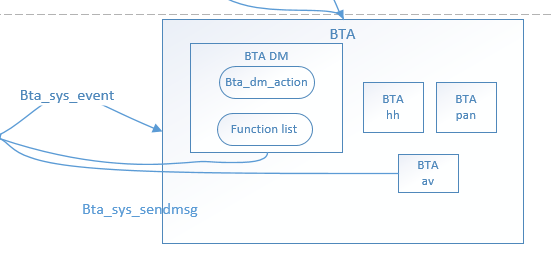 BTA
BTA DM
Bta_dm_action
Bta_sys_event
BTA
hh
BTA
pan
Function list
BTA
av
Bta_sys_sendmsg